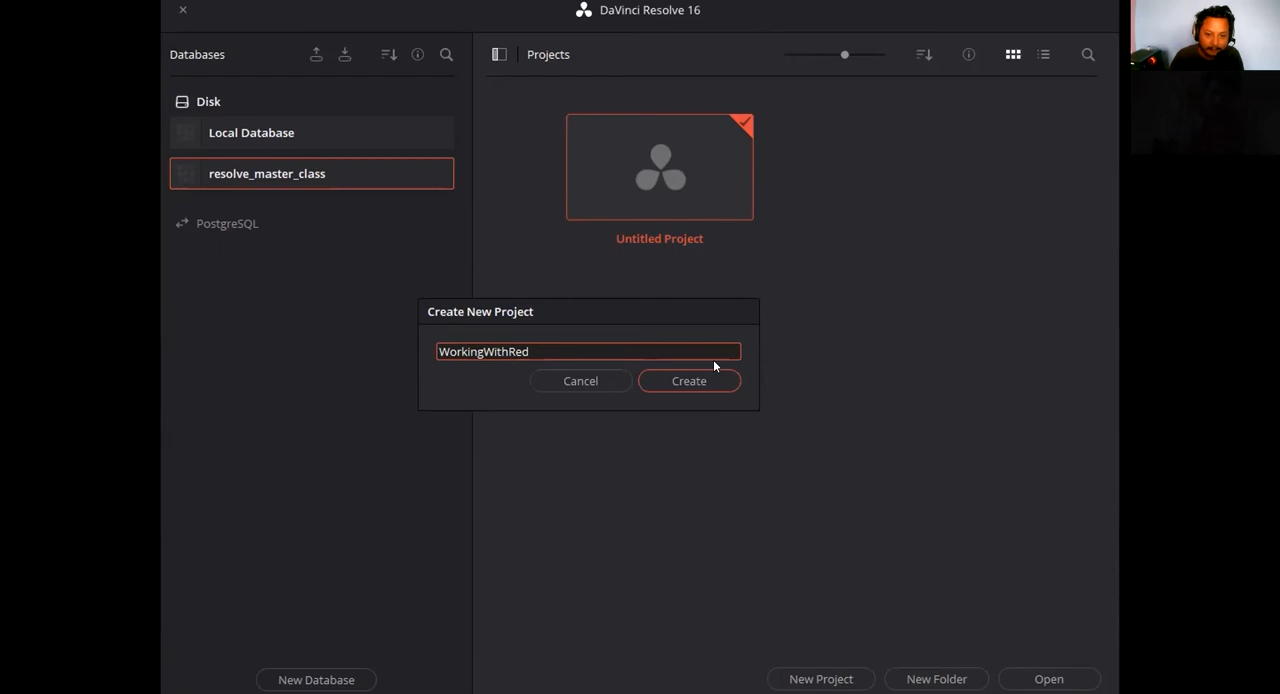 DaVinci Resolve 16
Databases
Projects
Disk
Local Database
resolve_master_class
PostgreSQL
Untitled Project
Create New Project
WorkingWithRed
Cancel
Create
New Database
New Project
New Folder
Open